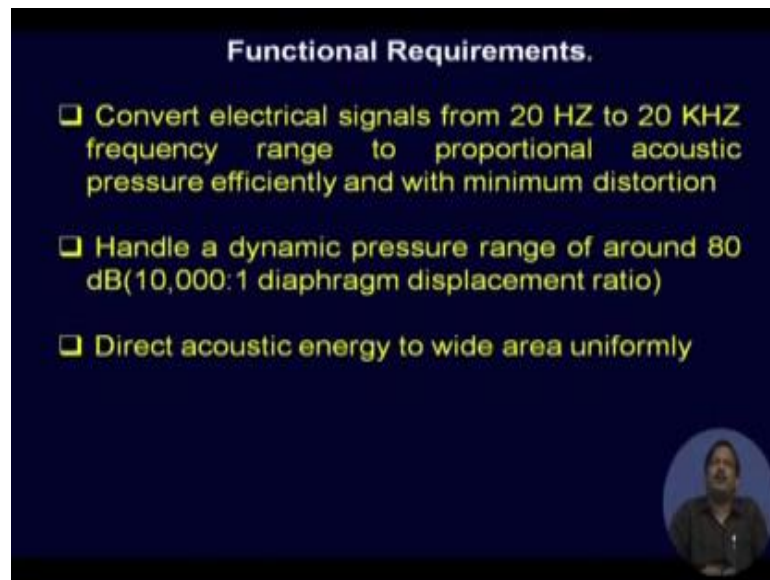 Functional Requirements.
❑ Convert electrical signals from 20 HZ to 20 KHZ
frequency range to proportional acoustic
pressure efficiently and with minimum distortion
❑ Handle a dynamic pressure range of around 80
dB(10,000:1 diaphragm displacement ratio)
❑ Direct acoustic energy to wide area uniformly